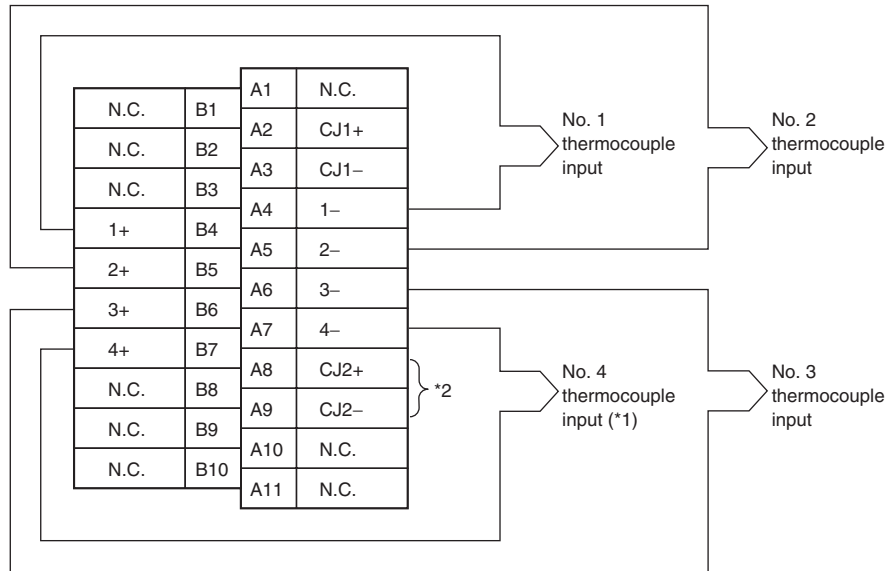 A1 N.C.
N.C. B1
A2 CJ1+
N.C. B2
A3 CJ1–
N.C. B3
A4 1–
1+ B4
A5 2–
2+ B5
A6 3–
3+ B6
A7 4–
4+ B7
A8 CJ2+
N.C. B8
A9 CJ2–
N.C. B9
A10 N.C.
N.C. B10
A11 N.C.
*2
No. 1
thermocouple
input
No. 2
thermocouple
input
No. 4
thermocouple
input (*1)
No. 3
thermocouple
input